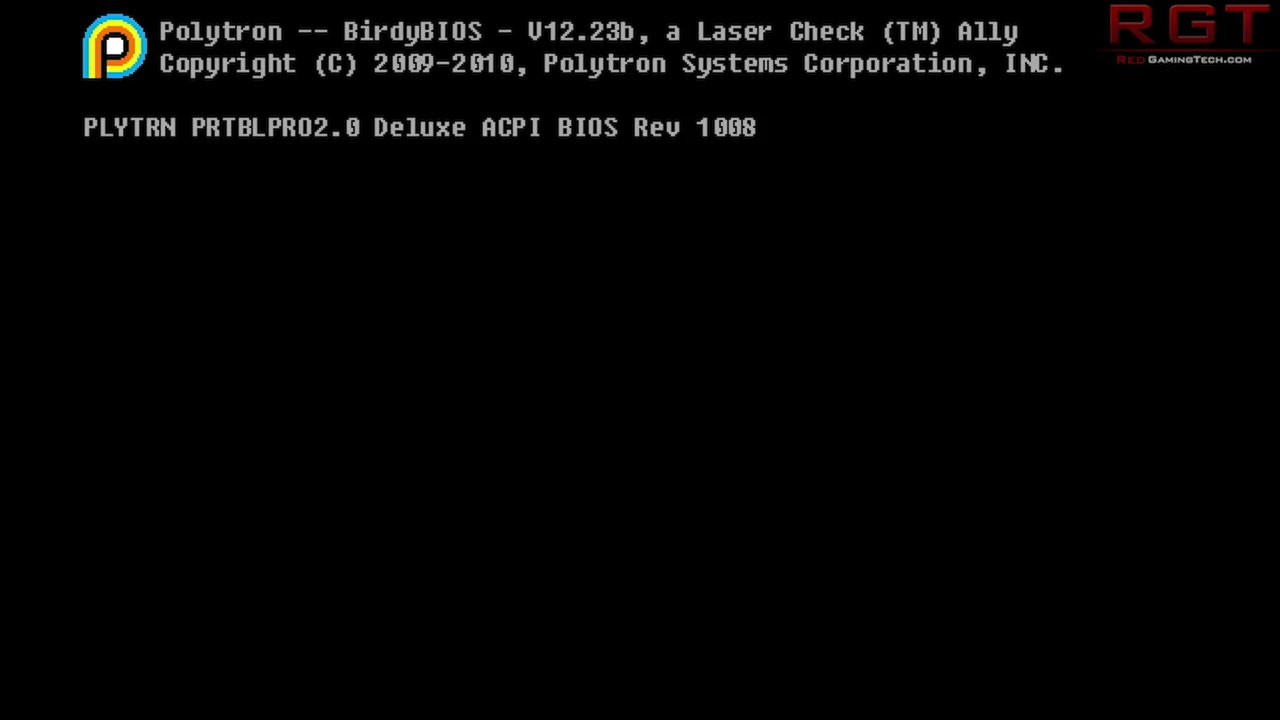 Polytron -- BirdyBIOS - V12.23b, a Laser Check (TM) Ally
Copyright (C) 2009-2010, Polytron Systems Corporation, INC.
PLYTRN PRTBLPRO2.0 Deluxe ACPI BIOS Rev 1008
RGT
REDGAMINGTECH.COM